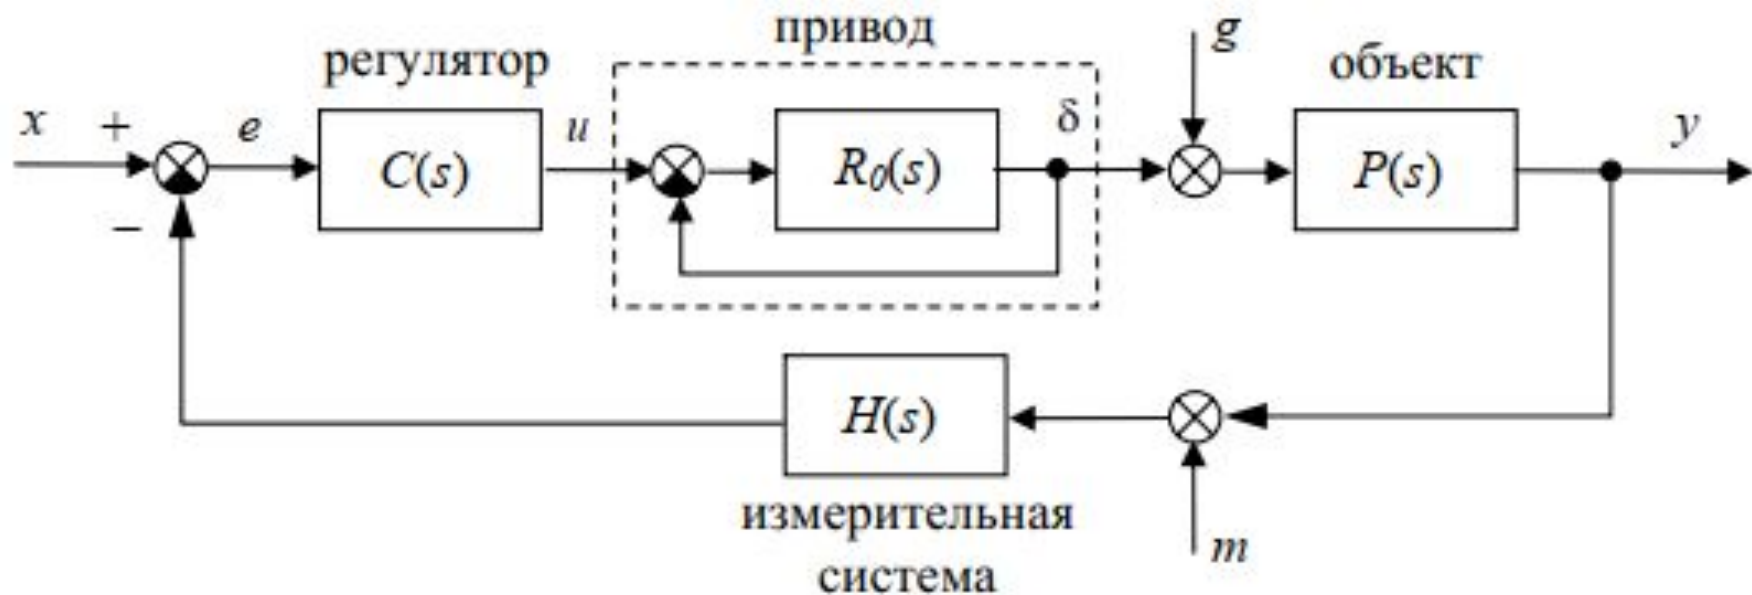 привод
регулятор
g
объект
x + e C(s) u R₀(s) δ P(s) y
−
H(s)
измерительная
система
m